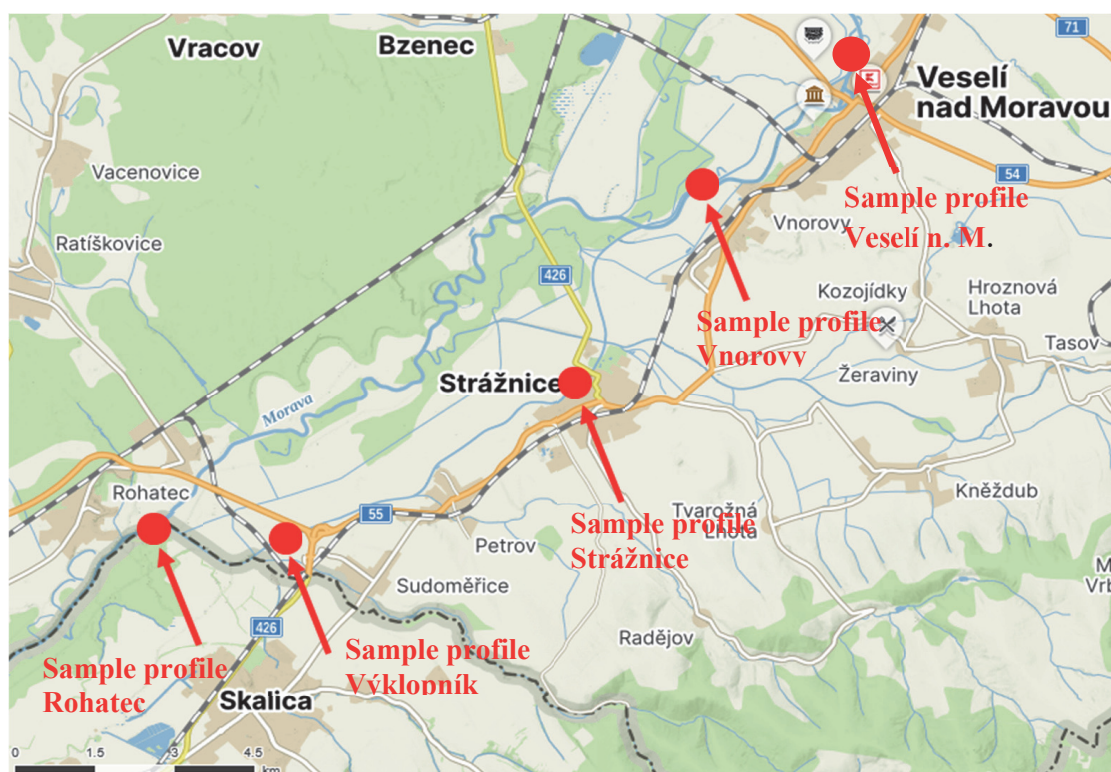 Vracov
Bzenec
71
Veselí
nad Moravou
Vacenovice
54
Sample profile
Veselí n. M.
Vnorovy
Ratíškovice
426
Kozojídky
Hroznová
Lhota
Sample profile
Vnorovv
Tasov
Žeraviny
Strážnice
Morava
Rohatec
55
Kněždub
Tvarožná
Lhota
Sample profile
Strážnice
Petrov
Sudoměřice
M
Vrb
426
Radějov
Sample profile
Rohatec
Sample profile
Výklopník
Skalica
0 1.5 3 4.5
km